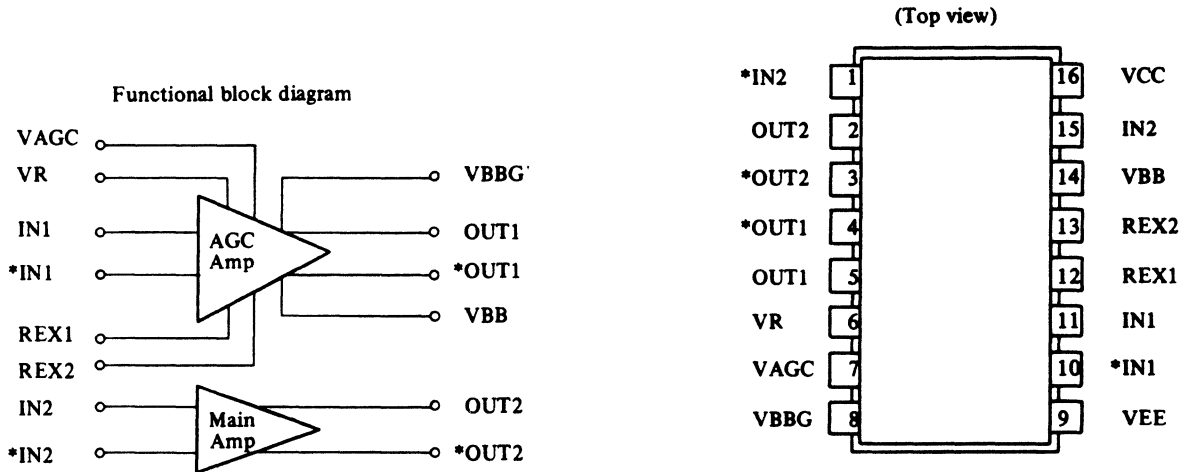 Functional block diagram
VAGC
VR
IN1
*IN1
REX1
REX2
IN2
*IN2
AGC
Amp
Main
Amp
VBBG
OUT1
*OUT1
VBB
OUT2
*OUT2
(Top view)
*IN2 1 16 VCC
OUT2 2 15 IN2
*OUT2 3 14 VBB
*OUT1 4 13 REX2
OUT1 5 12 REX1
VR 6 11 IN1
VAGC 7 10 *IN1
VBBG 8 9 VEE